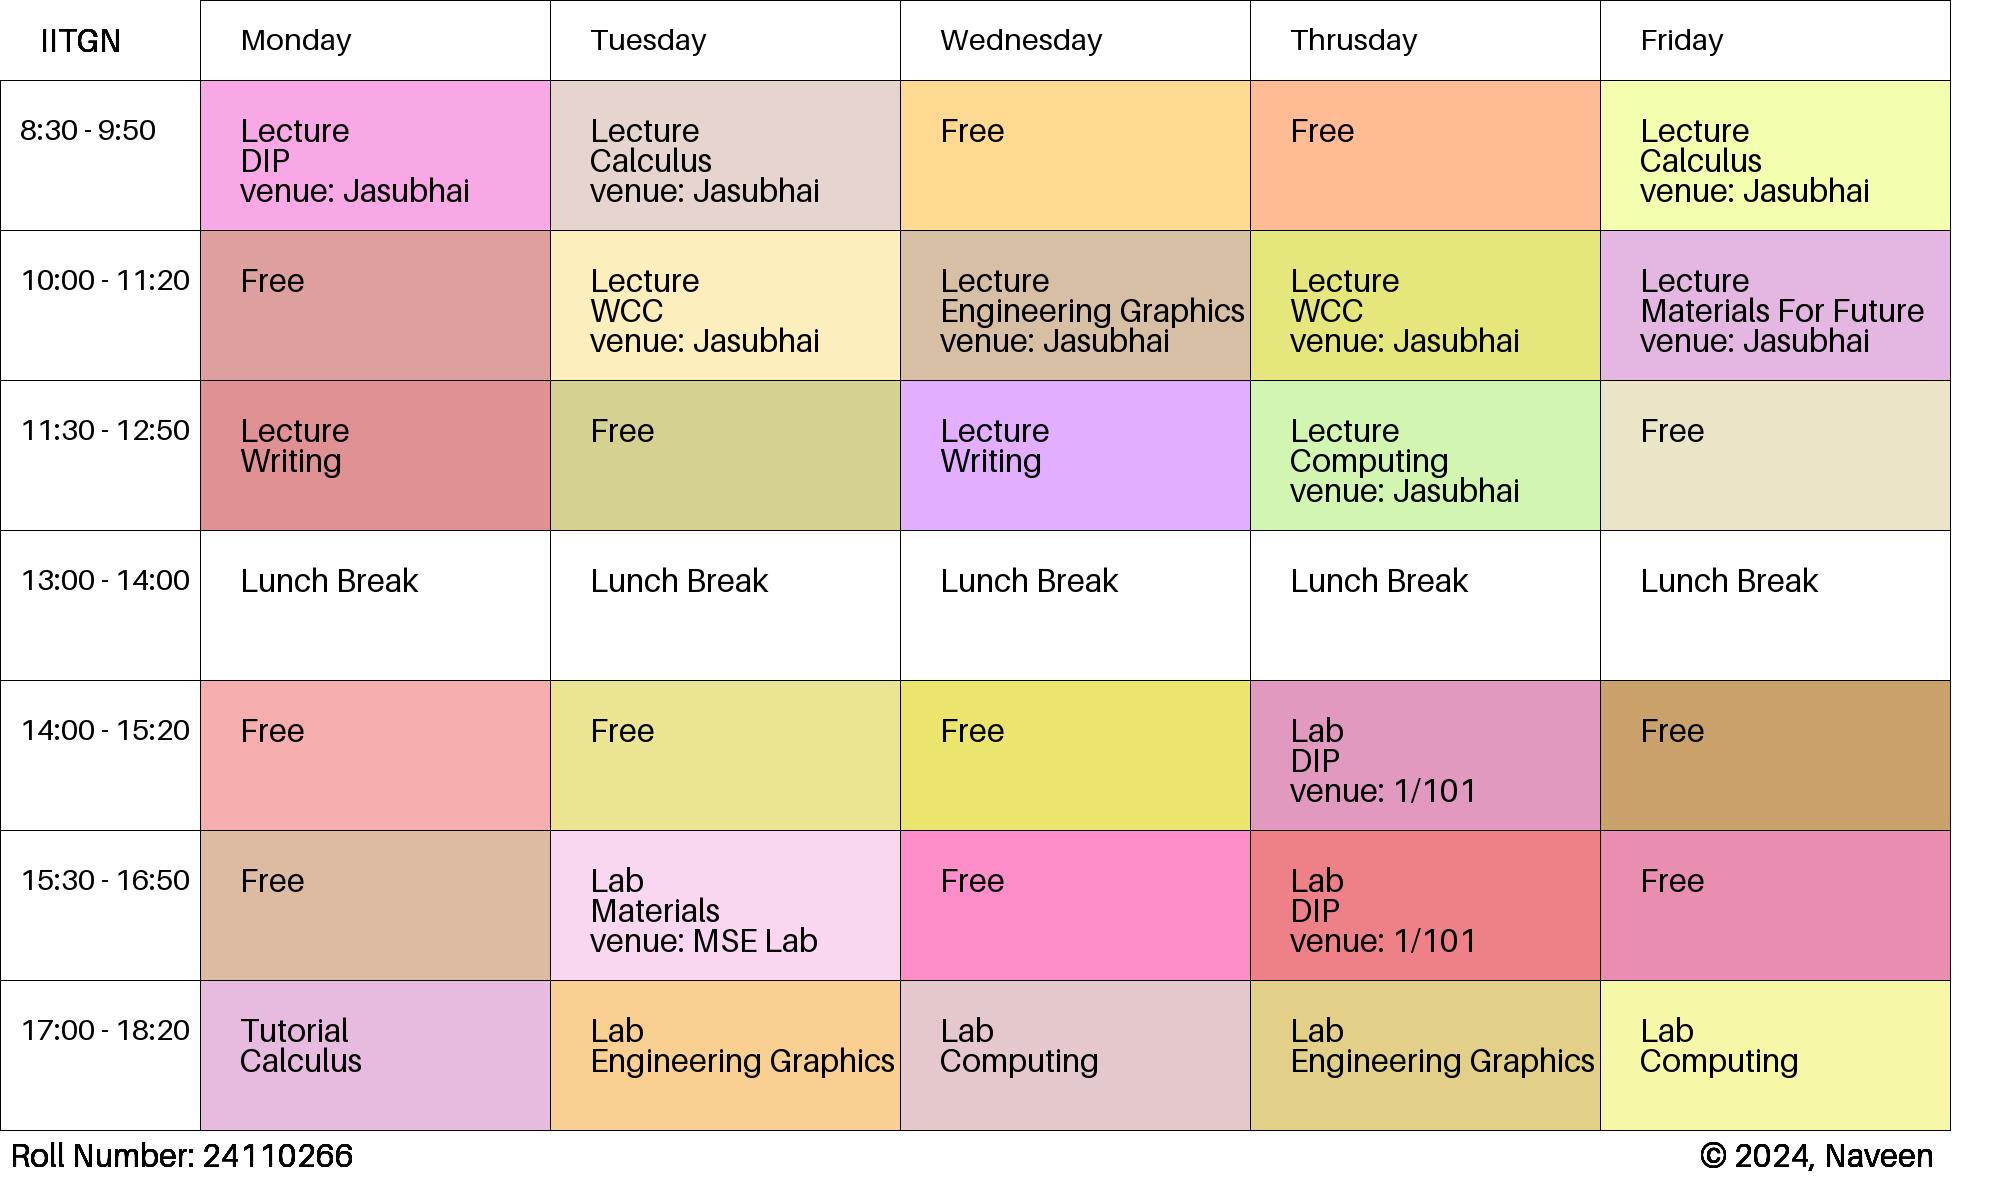 IITGN Monday Tuesday Wednesday Thrusday Friday
8:30 - 9:50
Lecture
DIP
venue: Jasubhai
Lecture
Calculus
venue: Jasubhai
Free
Free
Lecture
Calculus
venue: Jasubhai
10:00 - 11:20
Free
Lecture
WCC
venue: Jasubhai
Lecture
Engineering Graphics
venue: Jasubhai
Lecture
WCC
venue: Jasubhai
Lecture
Materials For Future
venue: Jasubhai
11:30 - 12:50
Lecture
Writing
Free
Lecture
Writing
Lecture
Computing
venue: Jasubhai
Free
13:00 - 14:00
Lunch Break
Lunch Break
Lunch Break
Lunch Break
Lunch Break
14:00 - 15:20
Free
Free
Free
Lab
DIP
venue: 1/101
Free
15:30 - 16:50
Free
Lab
Materials
venue: MSE Lab
Free
Lab
DIP
venue: 1/101
Free
17:00 - 18:20
Tutorial
Calculus
Lab
Engineering Graphics
Lab
Computing
Lab
Engineering Graphics
Lab
Computing
Roll Number: 24110266
© 2024, Naveen